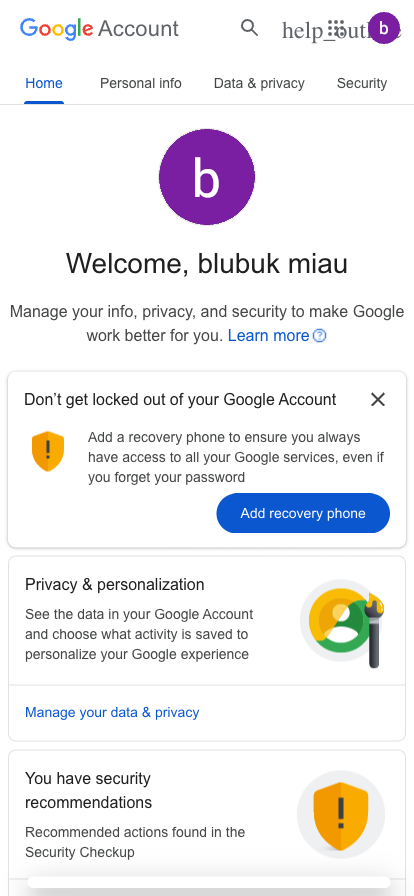 Google Account
help_outline
b
Home Personal info Data & privacy Security
b
Welcome, blubuk miau
Manage your info, privacy, and security to make Google
work better for you. Learn more
Don't get locked out of your Google Account
Add a recovery phone to ensure you always
have access to all your Google services, even if
you forget your password
Add recovery phone
Privacy & personalization
See the data in your Google Account
and choose what activity is saved to
personalize your Google experience
Manage your data & privacy
You have security
recommendations
Recommended actions found in the
Security Checkup